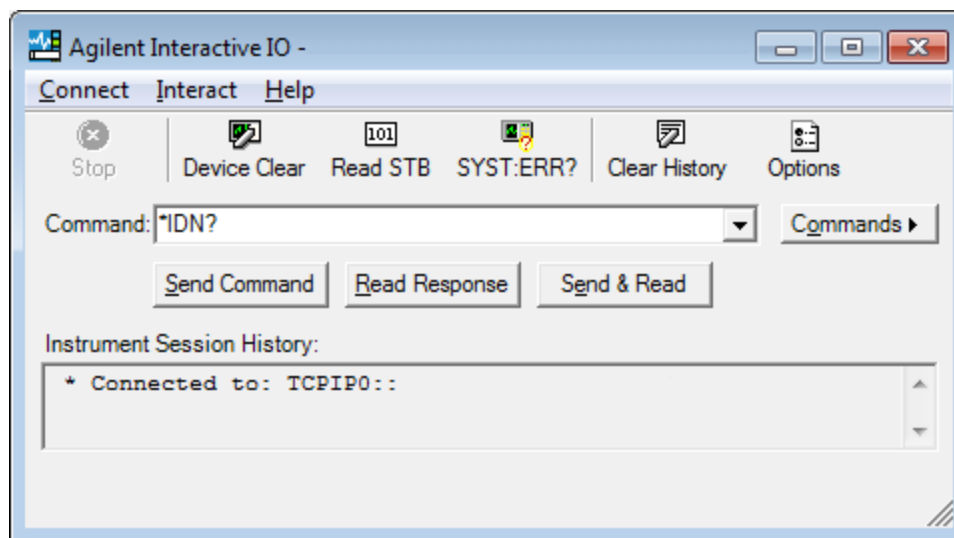 Agilent Interactive IO -
Connect Interact Help
Stop Device Clear Read STB SYST:ERR? Clear History Options
Command: *IDN? Commands
Send Command Read Response Send & Read
Instrument Session History:
* Connected to: TCPIP0::